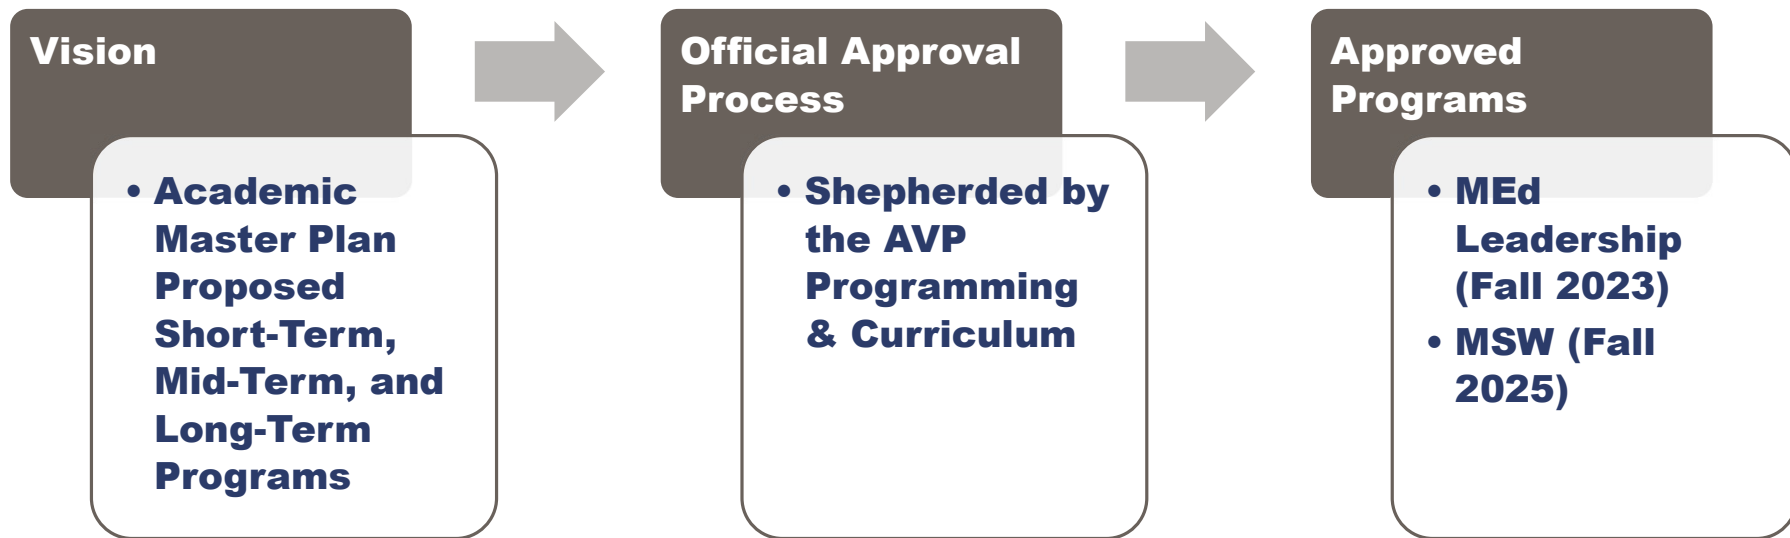 Vision
• Academic
Master Plan
Proposed
Short-Term,
Mid-Term, and
Long-Term
Programs
Official Approval
Process
• Shepherded by
the AVP
Programming
& Curriculum
Approved
Programs
• MEd
Leadership
(Fall 2023)
• MSW (Fall
2025)